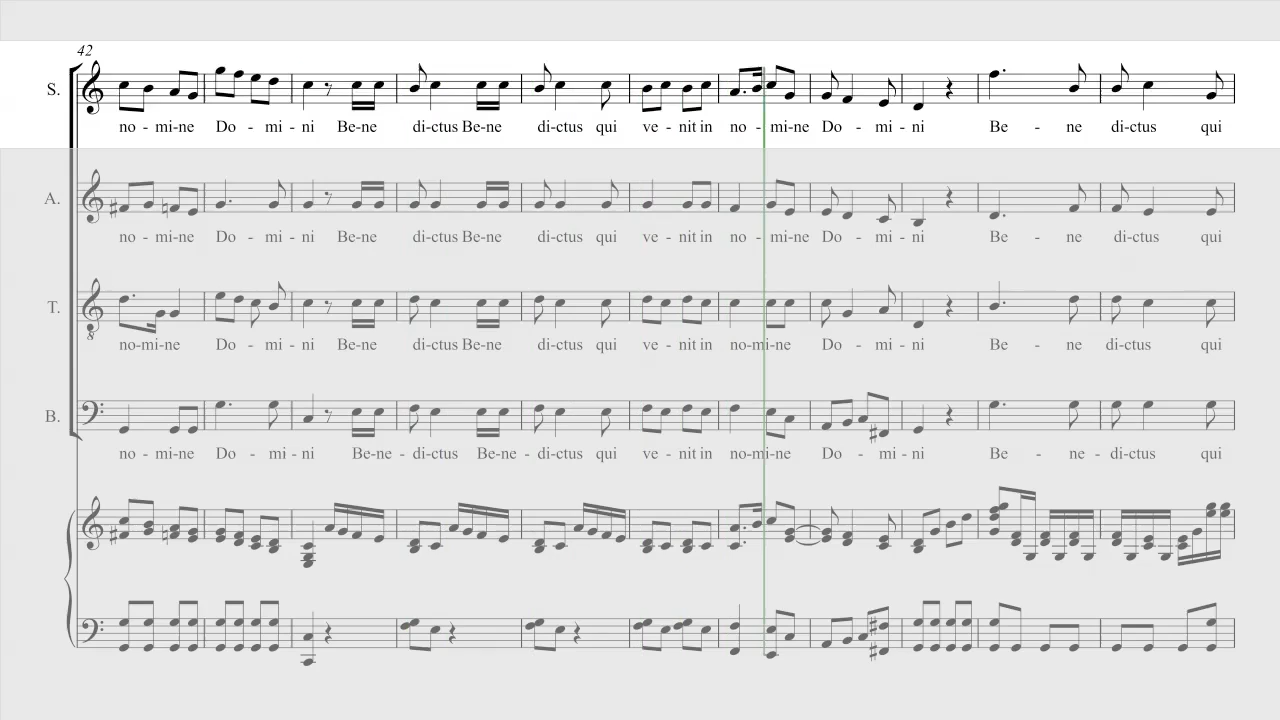 42
S.
no - mi-ne Do - mi - ni Be-ne di-ctus Be-ne di-ctus qui ve - nit in no - mi-ne Do - mi - ni Be - ne di-ctus qui
A.
no - mi-ne Do - mi - ni Be-ne di-ctus Be-ne di-ctus qui ve - nit in no - mi-ne Do - mi - ni Be - ne di-ctus qui
T.
8
no-mi-ne Do - mi - ni Be-ne di-ctus Be-ne di-ctus qui ve - nit in no-mi-ne Do - mi - ni Be - ne di-ctus qui
B.
no - mi-ne Do - mi - ni Be-ne - di-ctus Be-ne - di-ctus qui ve - nit in no-mi-ne Do - mi - ni Be - ne - di-ctus qui